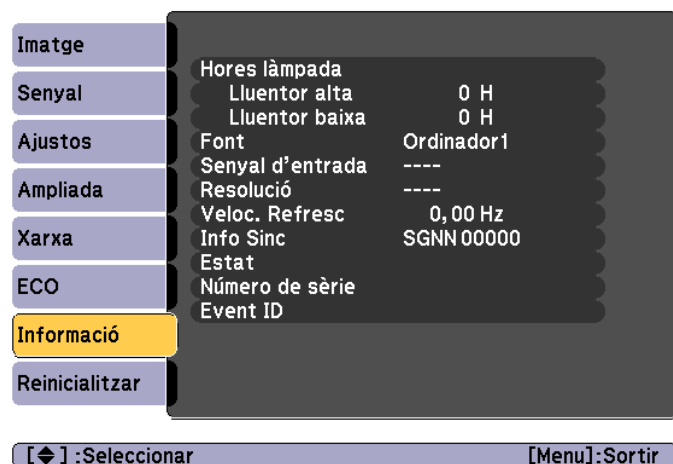 Imatge
Senyal
Ajustos
Ampliada
Xarxa
ECO
Informació
Reinicialitzar
Hores làmpada
Lluentor alta 0 H
Lluentor baixa 0 H
Font Ordinador1
Senyal d'entrada ----
Resolució ----
Veloc. Refresc 0,00 Hz
Info Sinc SGNN 00000
Estat
Número de sèrie
Event ID
[◆] :Seleccionar [Menu]:Sortir